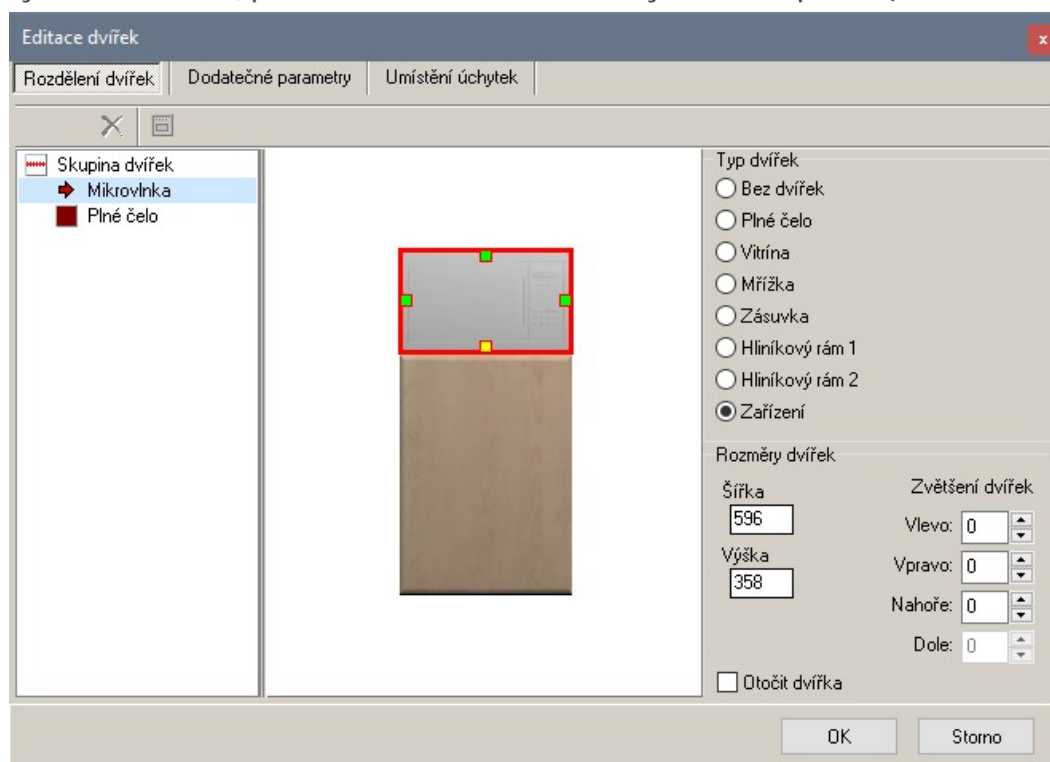 Editace dvířek
x
Rozdělení dvířek Dodatečné parametry Umístění úchytek
Skupina dvířek
Mikrovlnka
Plné čelo
Typ dvířek
Bez dvířek
Plné čelo
Vitrína
Mřížka
Zásuvka
Hliníkový rám 1
Hliníkový rám 2
Zařízení
Rozměry dvířek
Šířka
596
Výška
358
Zvětšení dvířek
Vlevo: 0
Vpravo: 0
Nahoře: 0
Dole: 0
Otočit dvířka
OK Storno